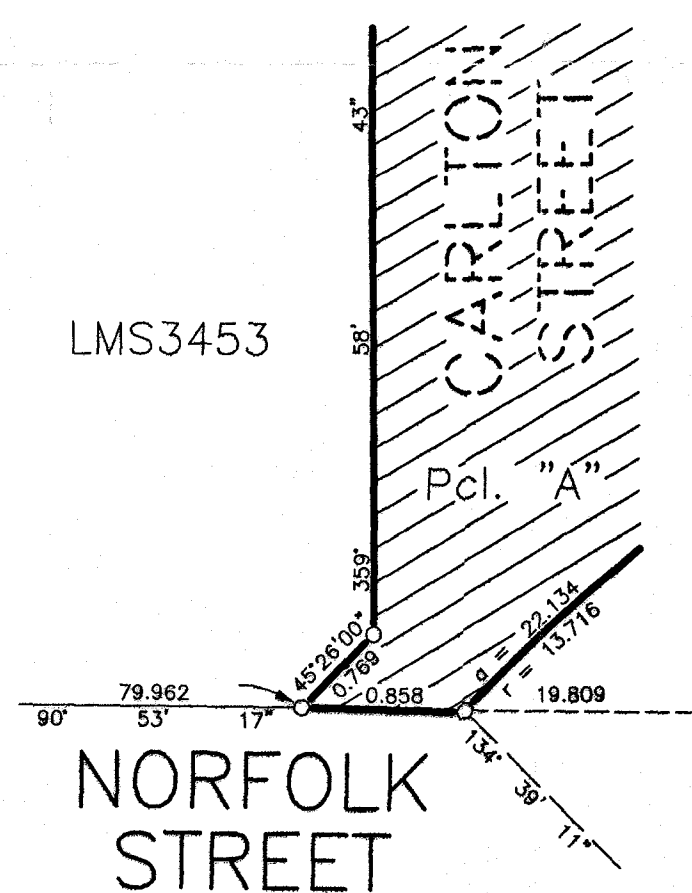 CARLTON
STREET
43"
58'
359°
LMS3453
Pcl. "A"
45°26'00"
0.769
a = 22.134
r = 13.716
79.962
0.858
19.809
90° 53' 17"
134° 39' 11"
NORFOLK
STREET